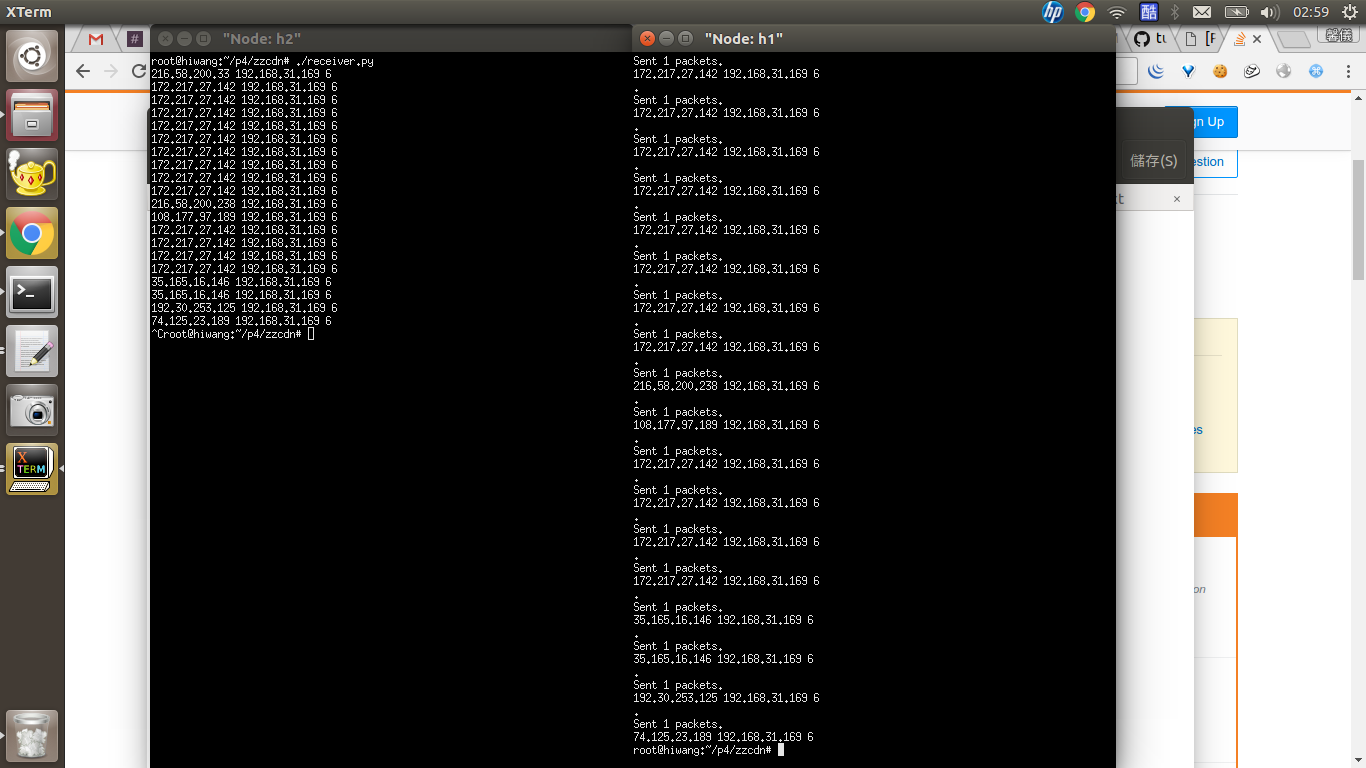 XTerm
02:59
"Node: h2"
root@hiwang:~/p4/zzcdn# ./receiver.py
216.58.200.33 192.168.31.169 6
172.217.27.142 192.168.31.169 6
172.217.27.142 192.168.31.169 6
172.217.27.142 192.168.31.169 6
172.217.27.142 192.168.31.169 6
172.217.27.142 192.168.31.169 6
172.217.27.142 192.168.31.169 6
172.217.27.142 192.168.31.169 6
172.217.27.142 192.168.31.169 6
172.217.27.142 192.168.31.169 6
216.58.200.238 192.168.31.169 6
108.177.97.189 192.168.31.169 6
172.217.27.142 192.168.31.169 6
172.217.27.142 192.168.31.169 6
172.217.27.142 192.168.31.169 6
172.217.27.142 192.168.31.169 6
35.165.16.146 192.168.31.169 6
35.165.16.146 192.168.31.169 6
192.30.253.125 192.168.31.169 6
74.125.23.189 192.168.31.169 6
^Croot@hiwang:~/p4/zzcdn#
"Node: h1"
Sent 1 packets.
172.217.27.142 192.168.31.169 6
.
Sent 1 packets.
172.217.27.142 192.168.31.169 6
.
Sent 1 packets.
172.217.27.142 192.168.31.169 6
.
Sent 1 packets.
172.217.27.142 192.168.31.169 6
.
Sent 1 packets.
172.217.27.142 192.168.31.169 6
.
Sent 1 packets.
172.217.27.142 192.168.31.169 6
.
Sent 1 packets.
172.217.27.142 192.168.31.169 6
.
Sent 1 packets.
172.217.27.142 192.168.31.169 6
.
Sent 1 packets.
216.58.200.238 192.168.31.169 6
.
Sent 1 packets.
108.177.97.189 192.168.31.169 6
.
Sent 1 packets.
172.217.27.142 192.168.31.169 6
.
Sent 1 packets.
172.217.27.142 192.168.31.169 6
.
Sent 1 packets.
172.217.27.142 192.168.31.169 6
.
Sent 1 packets.
172.217.27.142 192.168.31.169 6
.
Sent 1 packets.
35.165.16.146 192.168.31.169 6
.
Sent 1 packets.
35.165.16.146 192.168.31.169 6
.
Sent 1 packets.
192.30.253.125 192.168.31.169 6
.
Sent 1 packets.
74.125.23.189 192.168.31.169 6
root@hiwang:~/p4/zzcdn#
tu
[F
馨儀
gn Up
estion
儲存(S)
ct
es
on
X
TERM
hp
酷